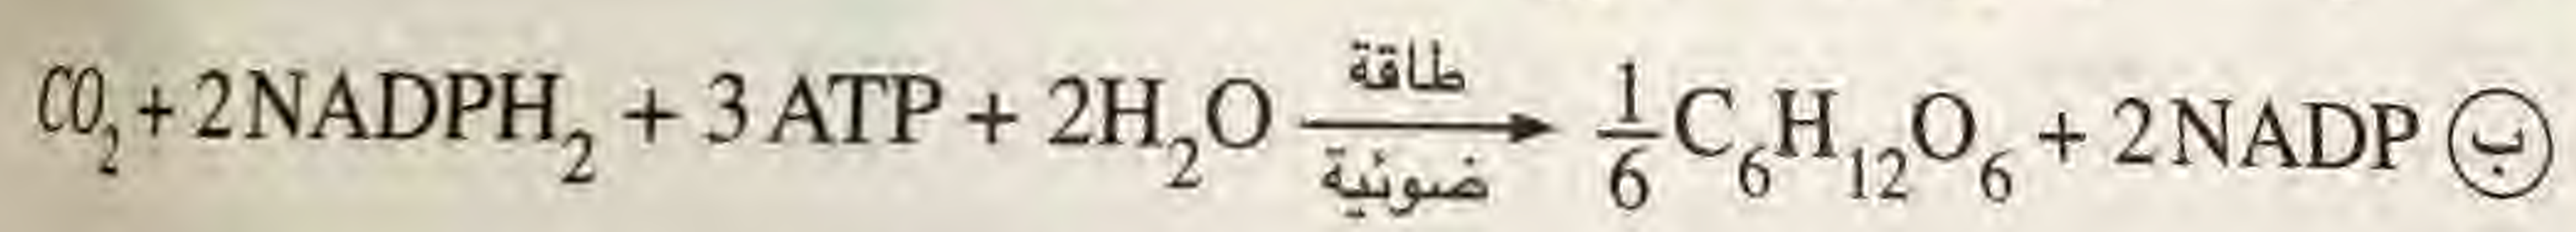 CO₂ + 2NADPH₂ + 3 ATP + 2H₂O طاقة ضوئية → 1/6 C₆H₁₂O₆ + 2NADP ب